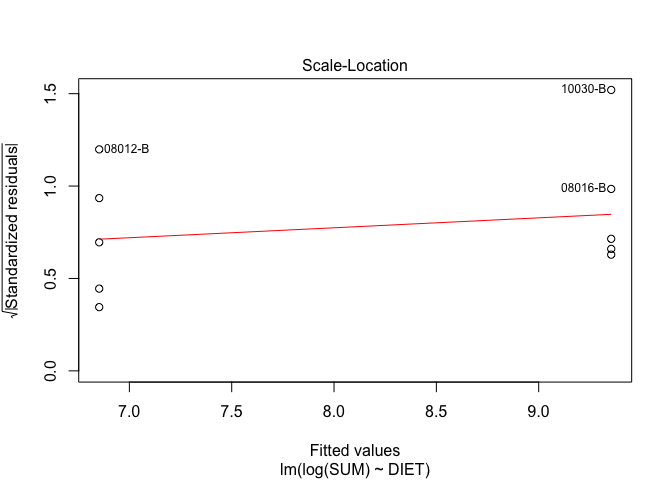 Scale-Location
√|Standardized residuals|
1.5
1.0
0.5
0.0
10030-B
08012-B
08016-B
7.0 7.5 8.0 8.5 9.0
Fitted values
lm(log(SUM) ~ DIET)